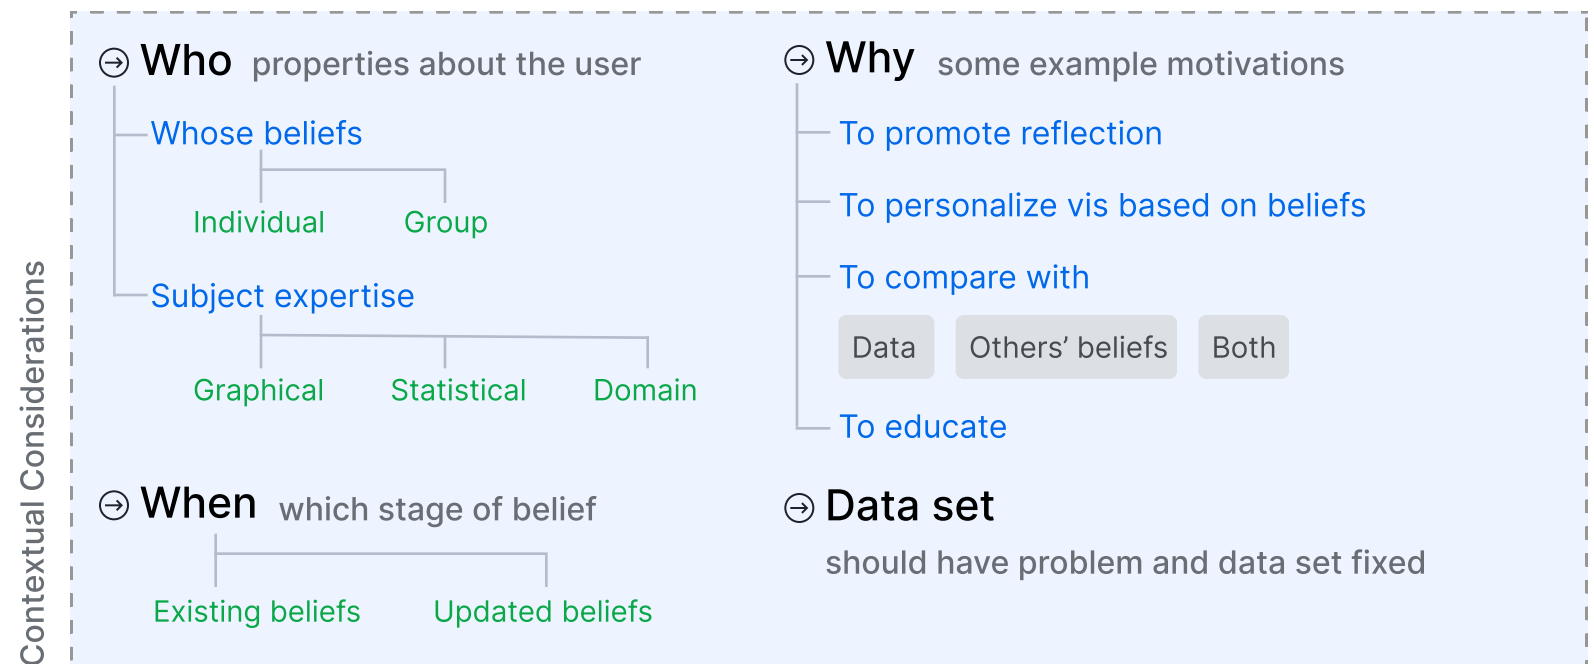 Contextual Considerations
Who properties about the user
Whose beliefs
Individual Group
Subject expertise
Graphical Statistical Domain
When which stage of belief
Existing beliefs Updated beliefs
Why some example motivations
To promote reflection
To personalize vis based on beliefs
To compare with
Data Others’ beliefs Both
To educate
Data set
should have problem and data set fixed